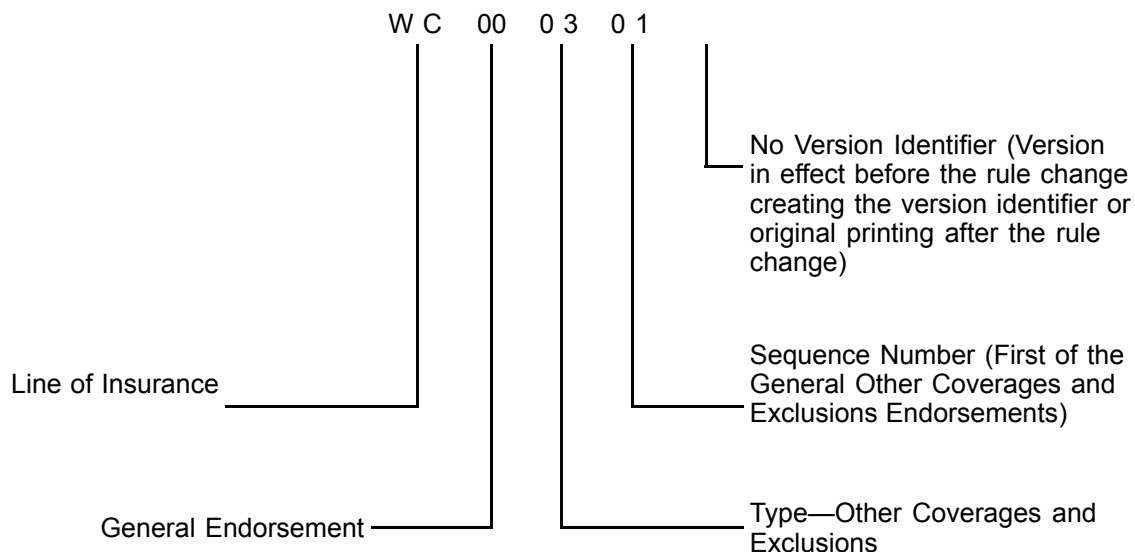 W C 00 0 3 0 1
No Version Identifier (Version
in effect before the rule change
creating the version identifier or
original printing after the rule
change)
Line of Insurance
Sequence Number (First of the
General Other Coverages and
Exclusions Endorsements)
General Endorsement
Type—Other Coverages and
Exclusions